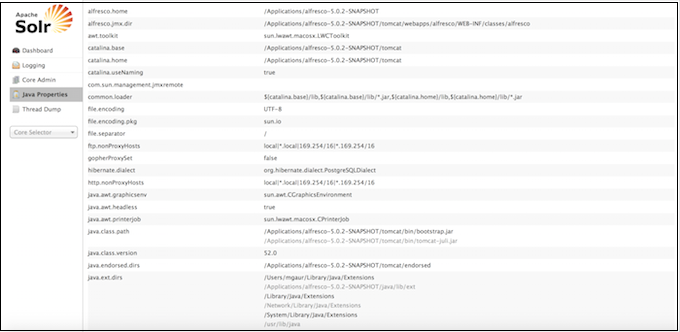 Apache
Solr
Dashboard
Logging
Core Admin
Java Properties
Thread Dump
Core Selector
alfresco.home /Applications/alfresco-5.0.2-SNAPSHOT
alfresco.jmx.dir /Applications/alfresco-5.0.2-SNAPSHOT/tomcat/webapps/alfresco/WEB-INF/classes/alfresco
awt.toolkit sun.lwawt.macosx.LWCToolkit
catalina.base /Applications/alfresco-5.0.2-SNAPSHOT/tomcat
catalina.home /Applications/alfresco-5.0.2-SNAPSHOT/tomcat
catalina.useNaming true
com.sun.management.jmxremote
common.loader ${catalina.base}/lib,${catalina.base}/lib/*.jar,${catalina.home}/lib,${catalina.home}/lib/*.jar
file.encoding UTF-8
file.encoding.pkg sun.io
file.separator /
ftp.nonProxyHosts local|*.local|169.254/16|*.169.254/16
gopherProxySet false
hibernate.dialect org.hibernate.dialect.PostgreSQLDialect
http.nonProxyHosts local|*.local|169.254/16|*.169.254/16
java.awt.graphicsenv sun.awt.CGraphicsEnvironment
java.awt.headless true
java.awt.printerjob sun.lwawt.macosx.CPrinterJob
java.class.path /Applications/alfresco-5.0.2-SNAPSHOT/tomcat/bin/bootstrap.jar
/Applications/alfresco-5.0.2-SNAPSHOT/tomcat/bin/tomcat-juli.jar
java.class.version 52.0
java.endorsed.dirs /Applications/alfresco-5.0.2-SNAPSHOT/tomcat/endorsed
java.ext.dirs /Users/mgaur/Library/Java/Extensions
/Applications/alfresco-5.0.2-SNAPSHOT/java/lib/ext
/Library/Java/Extensions
/Network/Library/Java/Extensions
/System/Library/Java/Extensions
/usr/lib/java